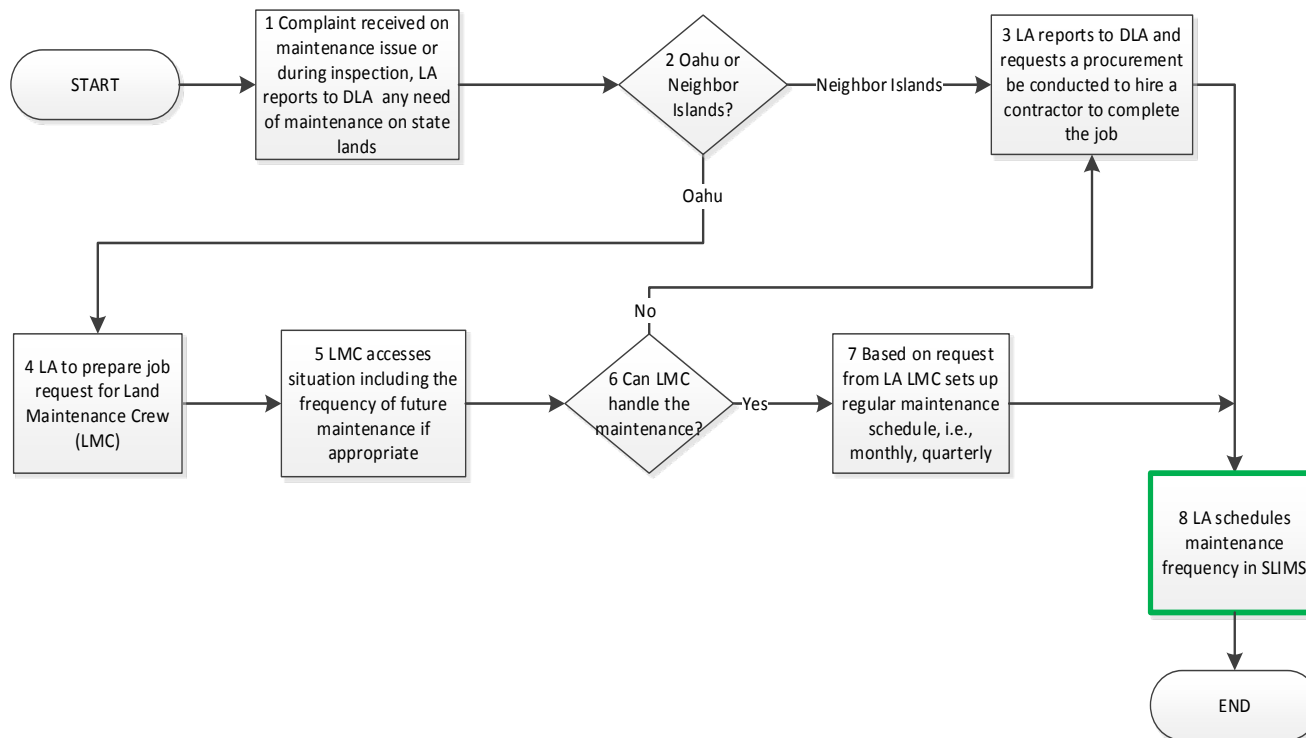 START
1 Complaint received on
maintenance issue or
during inspection, LA
reports to DLA any need
of maintenance on state
lands
2 Oahu or
Neighbor
Islands?
Neighbor Islands
3 LA reports to DLA and
requests a procurement
be conducted to hire a
contractor to complete
the job
Oahu
4 LA to prepare job
request for Land
Maintenance Crew
(LMC)
5 LMC accesses
situation including the
frequency of future
maintenance if
appropriate
No
6 Can LMC
handle the
maintenance?
Yes
7 Based on request
from LA LMC sets up
regular maintenance
schedule, i.e.,
monthly, quarterly
8 LA schedules
maintenance
frequency in SLIMS
END